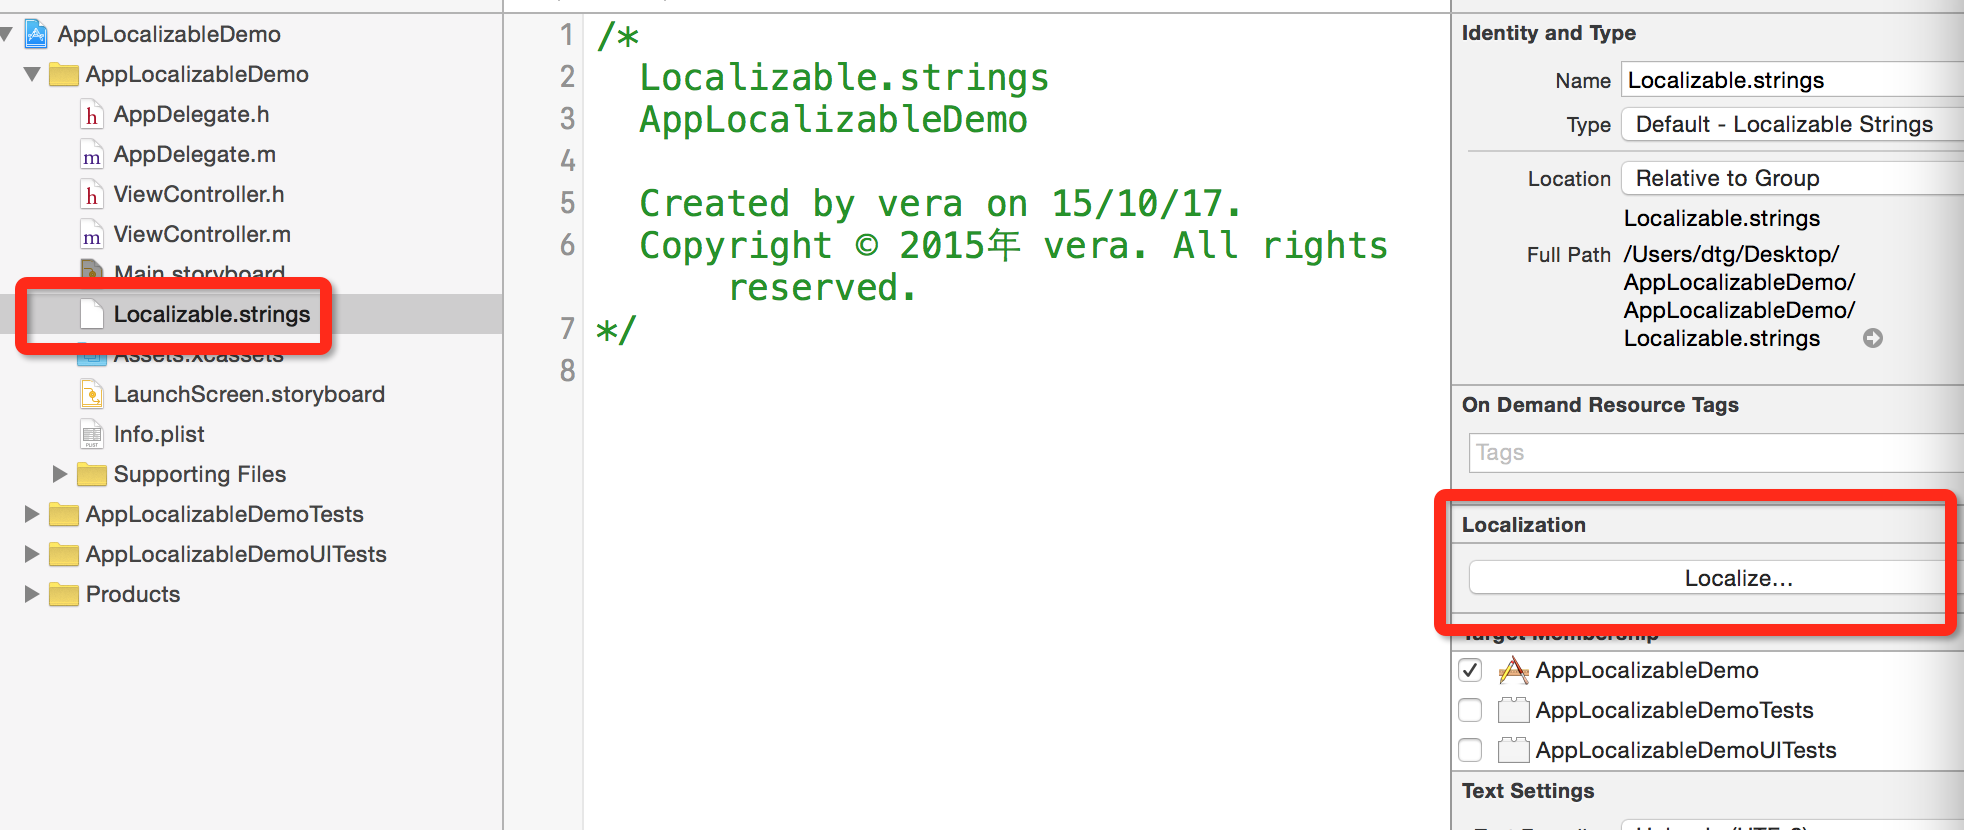 AppLocalizableDemo
AppLocalizableDemo
AppDelegate.h
AppDelegate.m
ViewController.h
ViewController.m
Main.storyboard
Localizable.strings
Assets.xcassets
LaunchScreen.storyboard
Info.plist
Supporting Files
AppLocalizableDemoTests
AppLocalizableDemoUITests
Products
1 /*
2 Localizable.strings
3 AppLocalizableDemo
4
5 Created by vera on 15/10/17.
6 Copyright © 2015年 vera. All rights
reserved.
7 */
8
Identity and Type
Name Localizable.strings
Type Default - Localizable Strings
Location Relative to Group
Localizable.strings
Full Path /Users/dtg/Desktop/
AppLocalizableDemo/
AppLocalizableDemo/
Localizable.strings
On Demand Resource Tags
Tags
Localization
Localize...
Target Membership
AppLocalizableDemo
AppLocalizableDemoTests
AppLocalizableDemoUITests
Text Settings